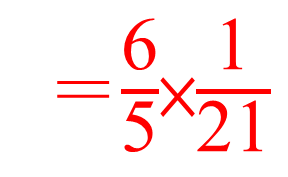 = 6/5 × 1/21